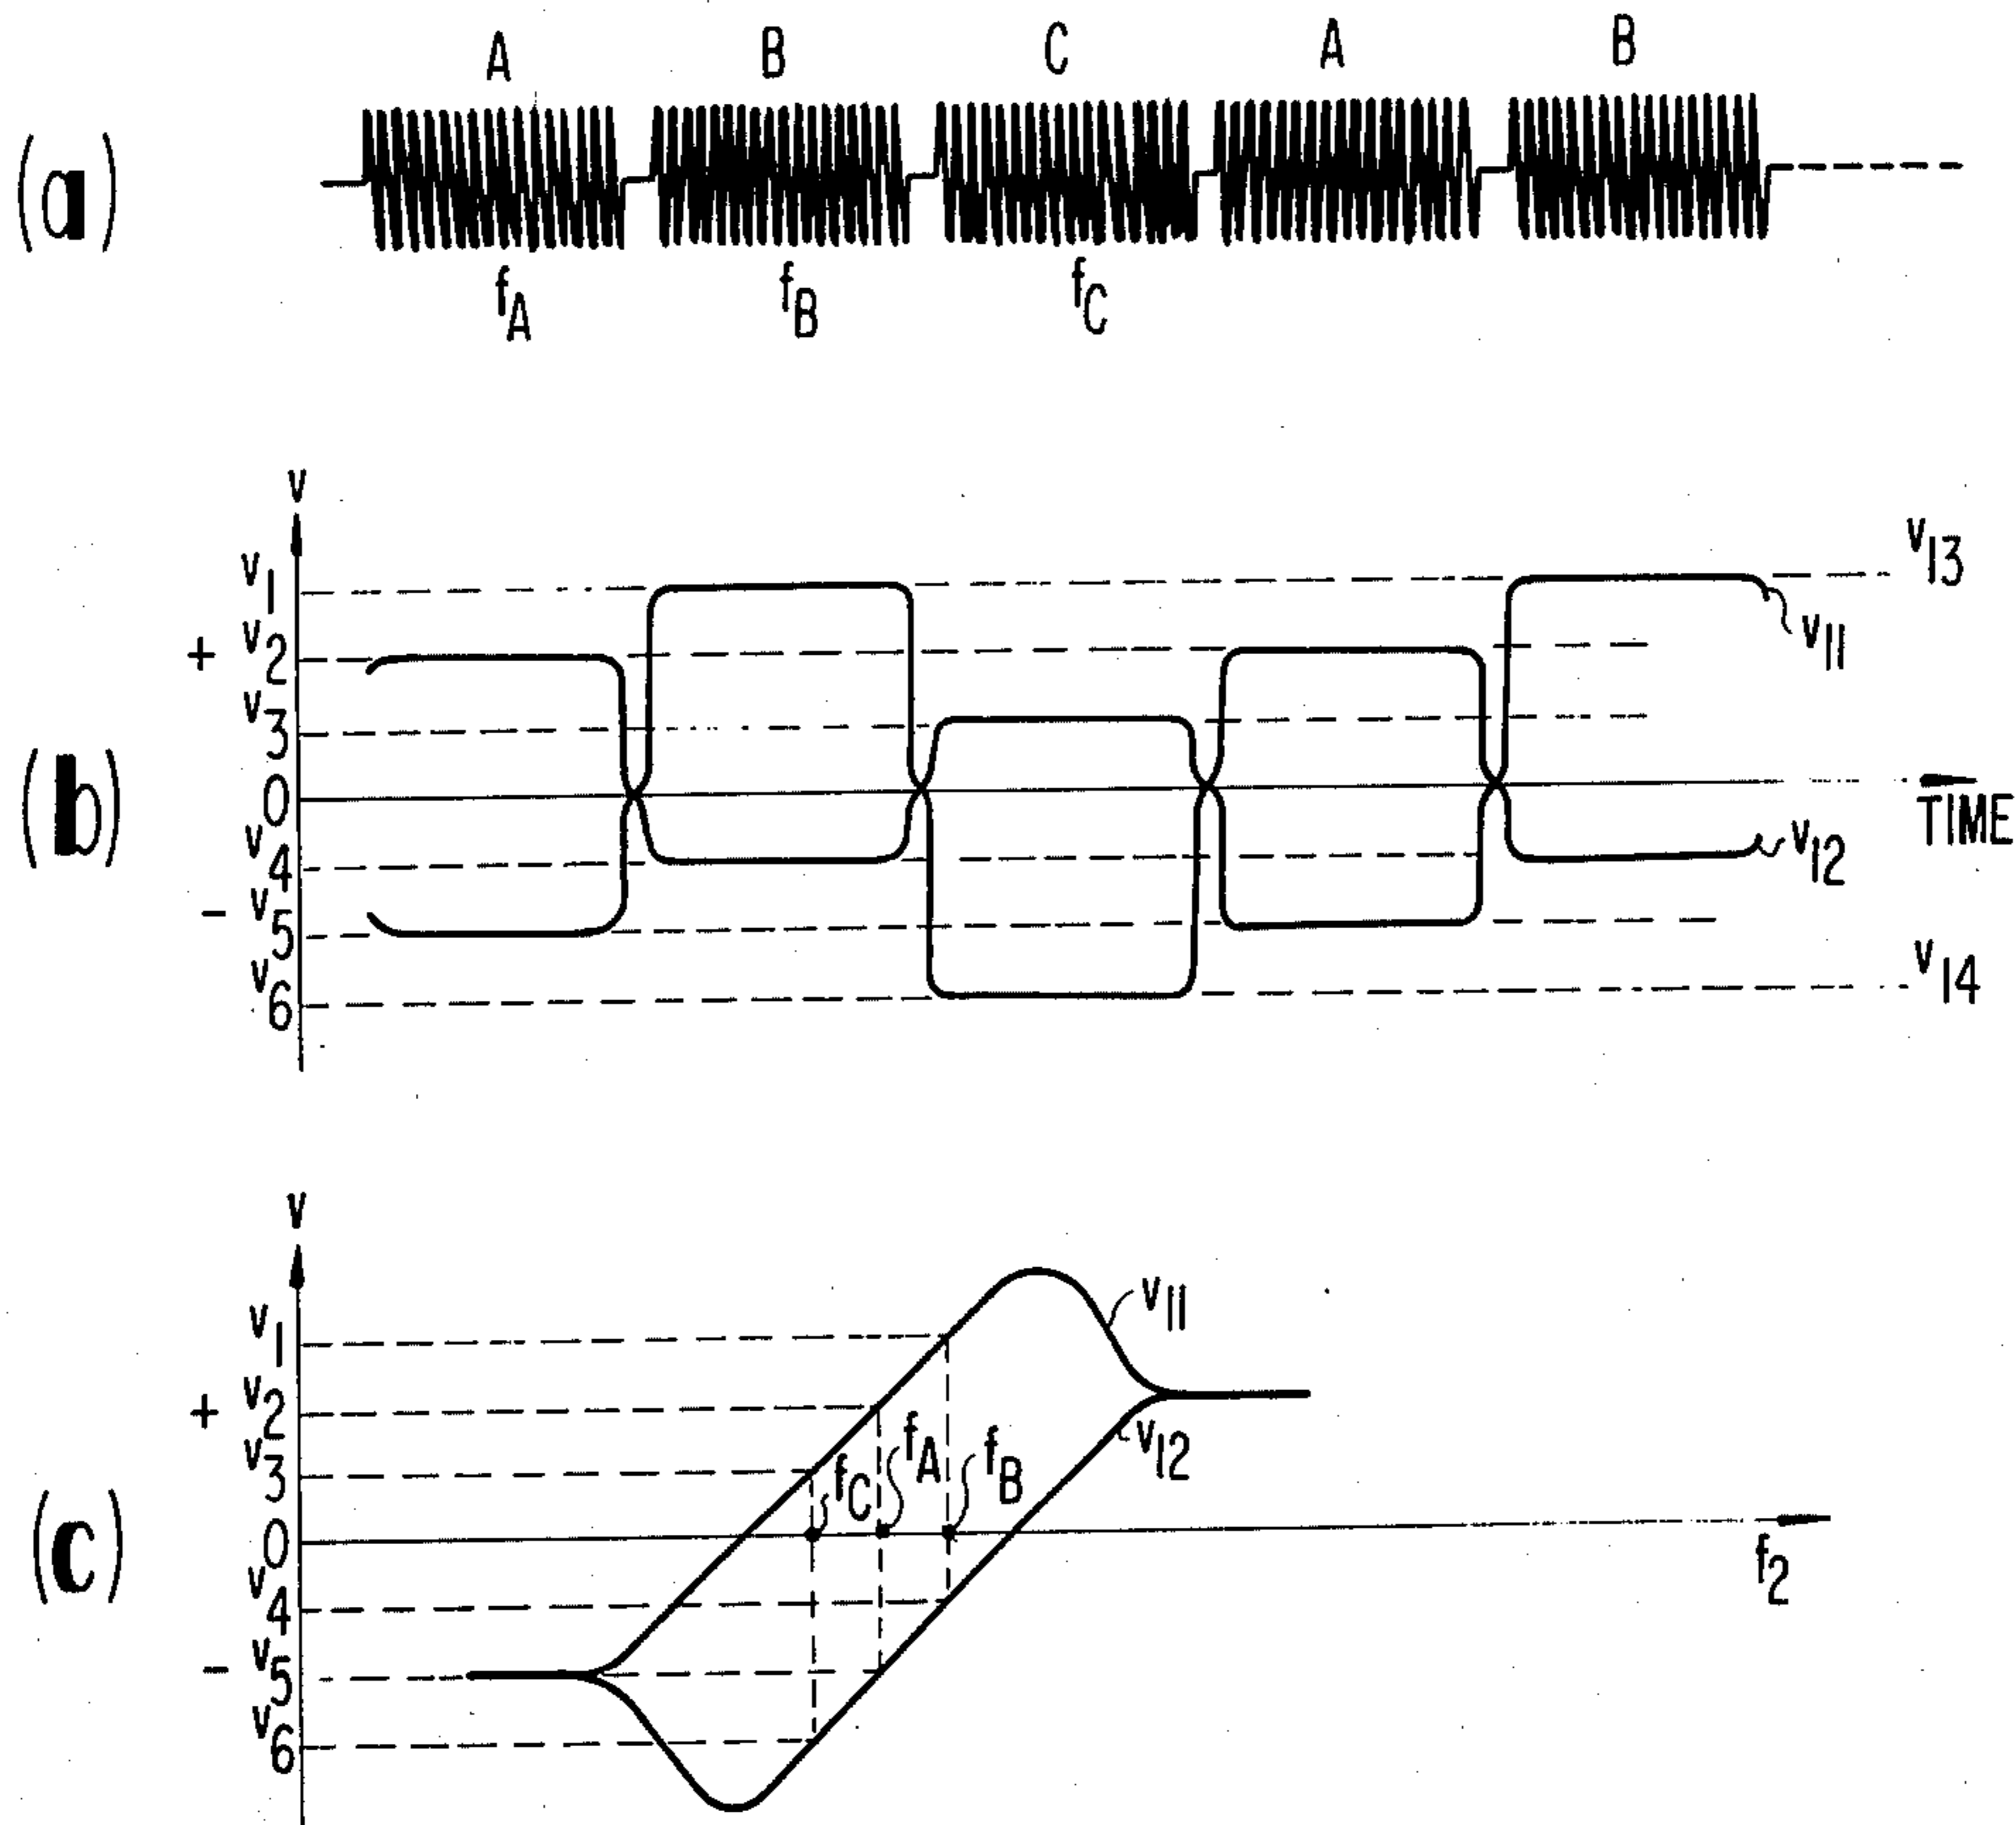 A B C A B
(a)
fA fB fC
v
v1 v13
+ v2 v11
v3
0 TIME
v4 v12
- v5
v6 v14
(b)
v
v1 v11
+ v2 fA fB v12
v3 fC
0 f2
v4
- v5
v6
(c)